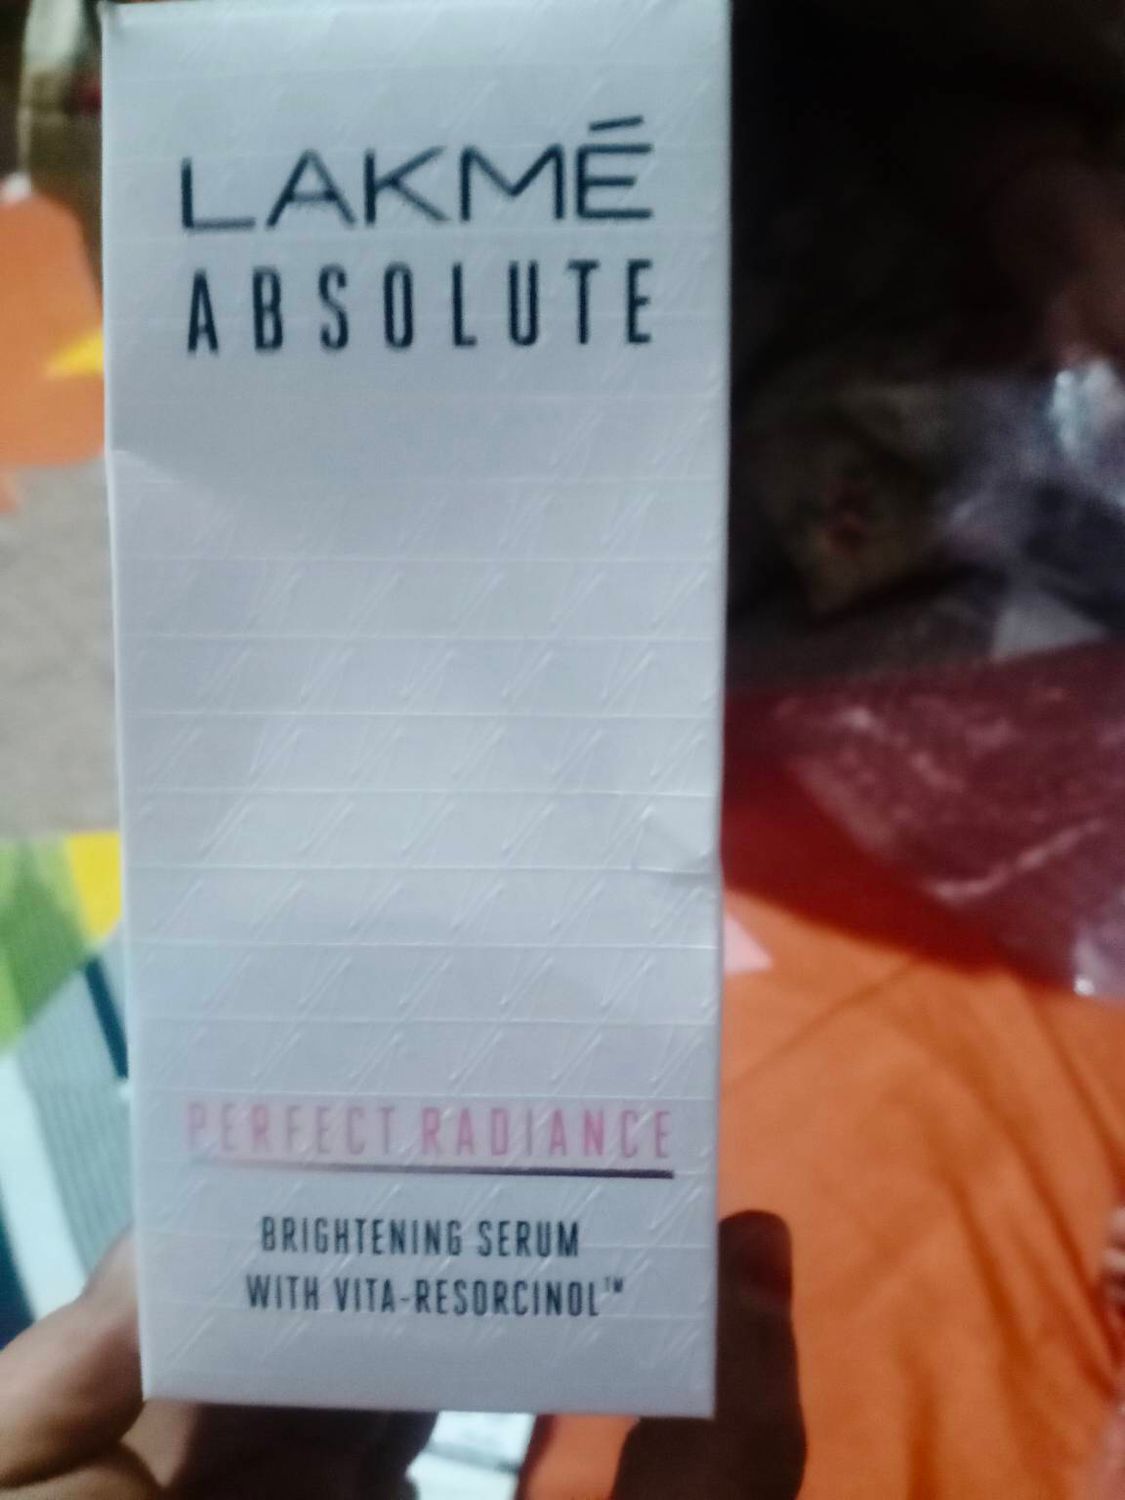 LAKMÉ
ABSOLUTE
PERFECT RADIANCE
BRIGHTENING SERUM
WITH VITA-RESORCINOL™